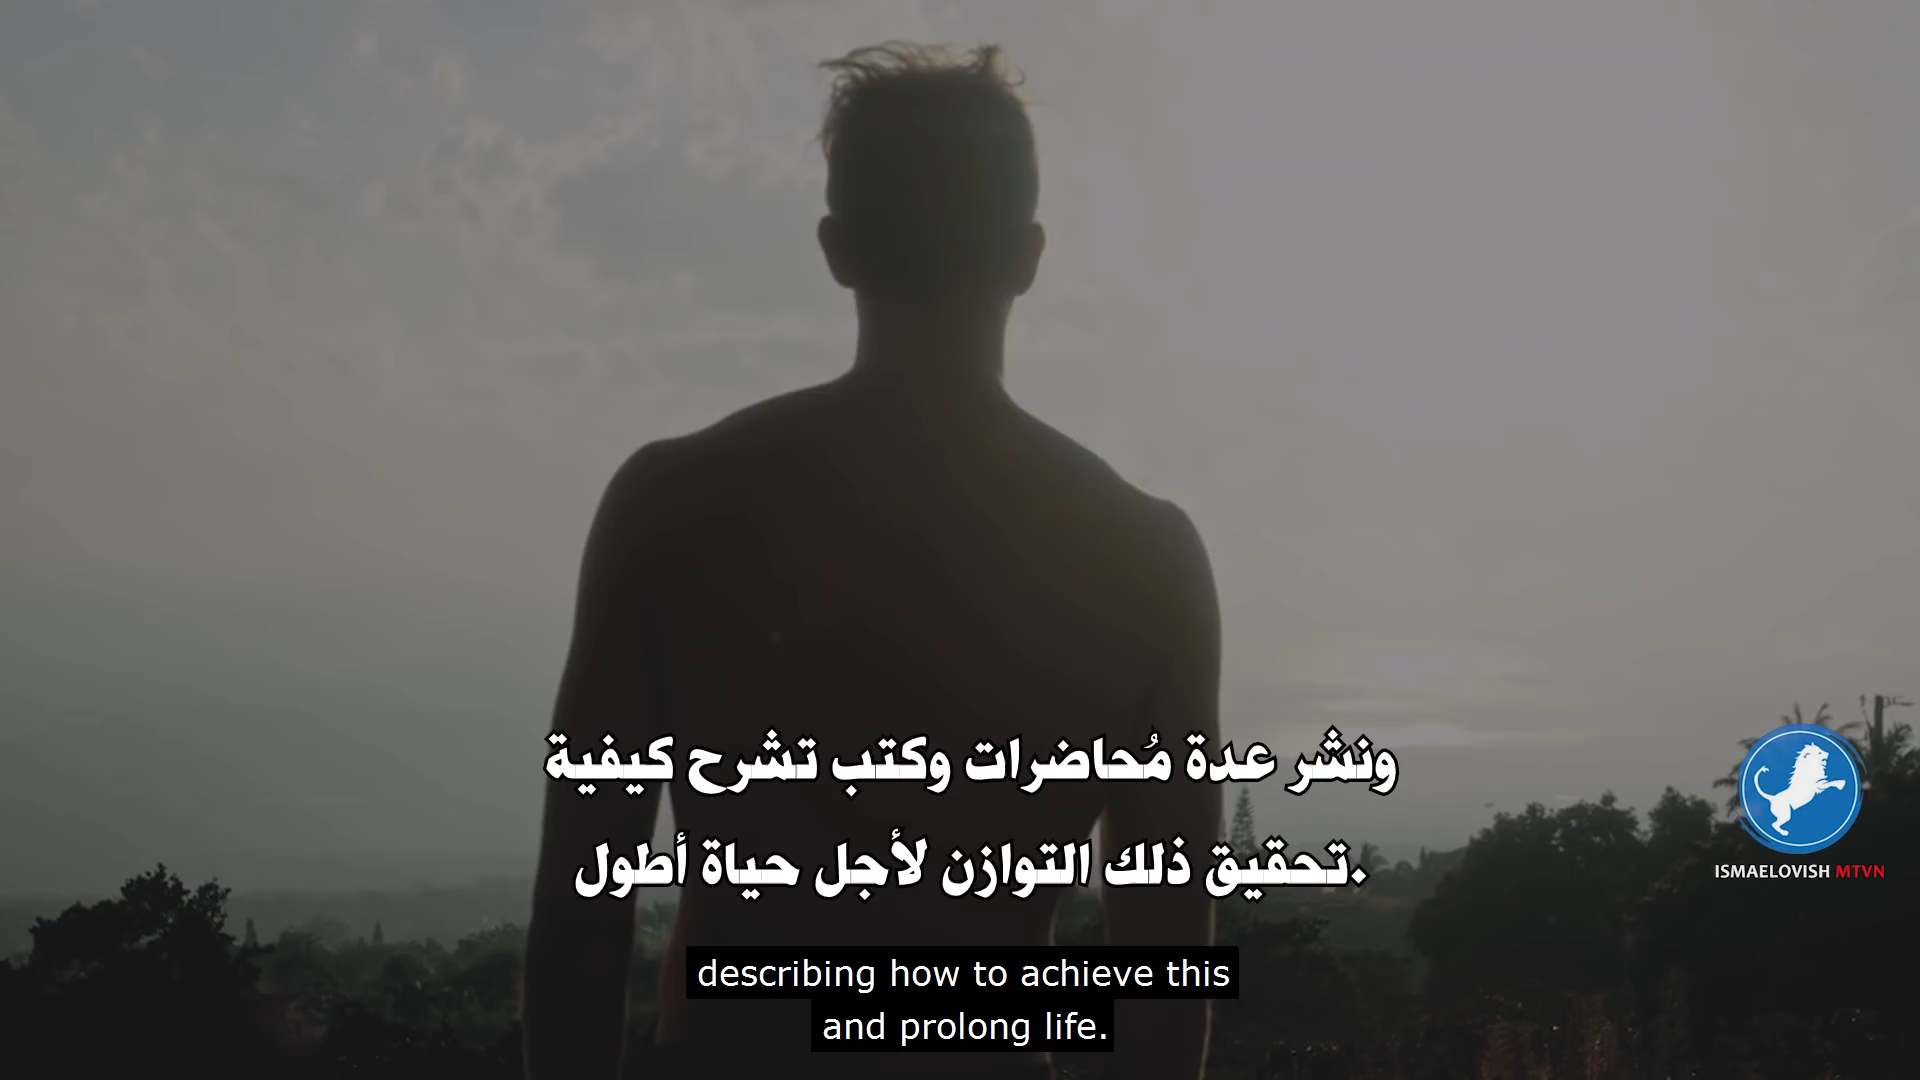 ونشر عدة مُحاضرات وكتب تشرح كيفية
.تحقيق ذلك التوازن لأجل حياة أطول
ISMAELOVISH MTVN
describing how to achieve this
and prolong life.